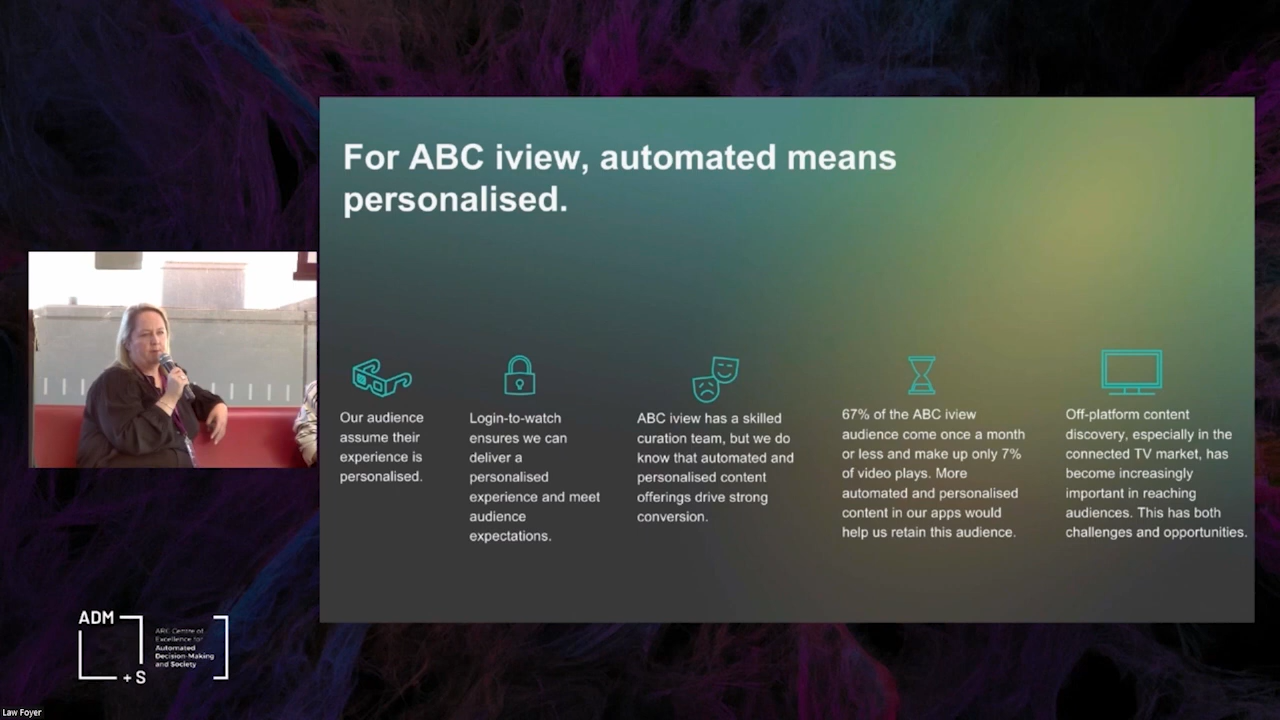 For ABC iview, automated means
personalised.
Our audience
assume their
experience is
personalised.
Login-to-watch
ensures we can
deliver a
personalised
experience and meet
audience
expectations.
ABC iview has a skilled
curation team, but we do
know that automated and
personalised content
offerings drive strong
conversion.
67% of the ABC iview
audience come once a month
or less and make up only 7%
of video plays. More
automated and personalised
content in our apps would
help us retain this audience.
Off-platform content
discovery, especially in the
connected TV market, has
become increasingly
important in reaching
audiences. This has both
challenges and opportunities.
ADM
+ S
ARC Centre of
Excellence for
Automated
Decision-Making
and Society
Law Foyer